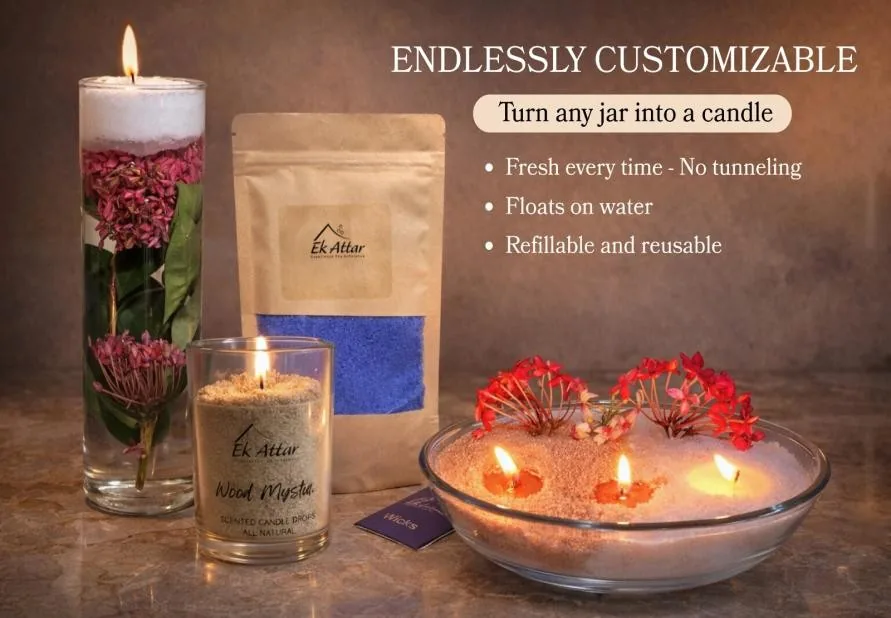 ENDLESSLY CUSTOMIZABLE
Turn any jar into a candle
• Fresh every time - No tunneling
• Floats on water
• Refillable and reusable
Ek Attar
Ek Attar
Wood Mystic
SCENTED CANDLE DROPS
ALL NATURAL
Wicks